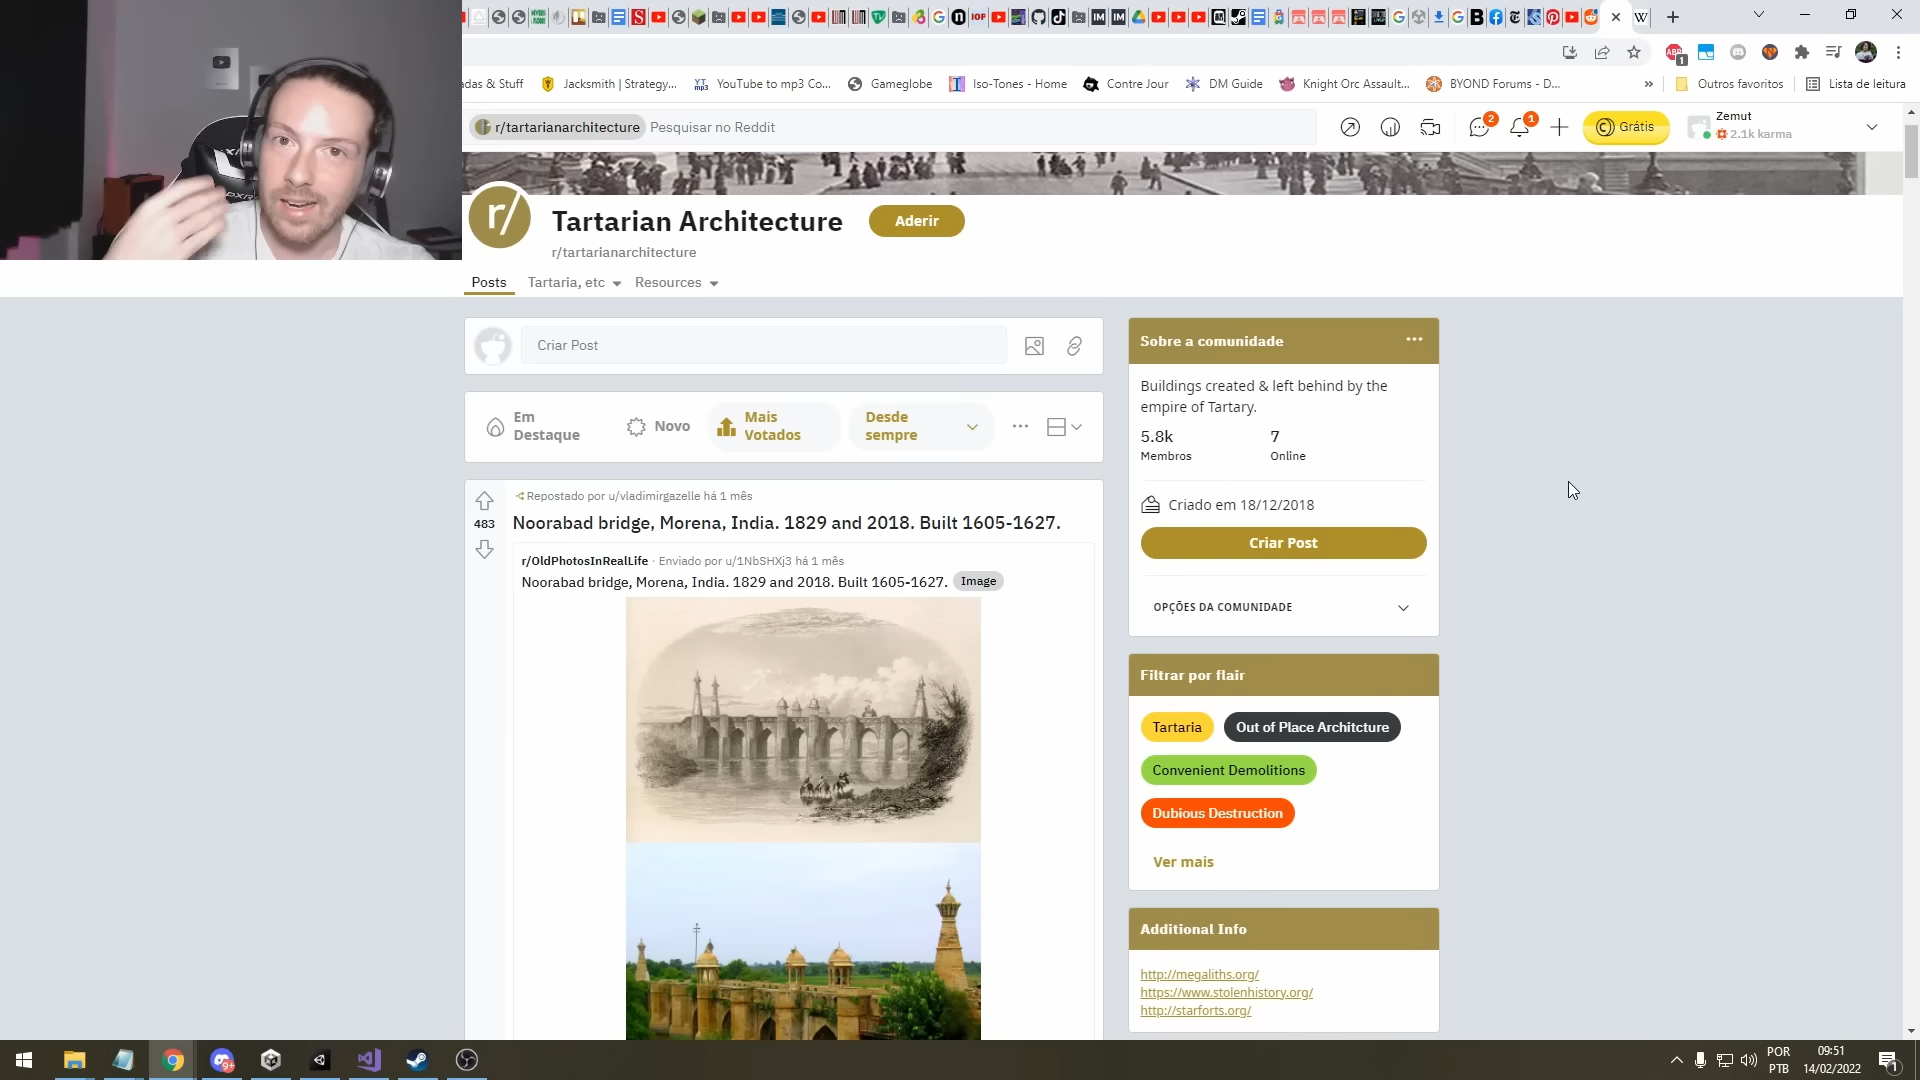 adas & Stuff
Jacksmith | Strategy...
YouTube to mp3 Co...
Gameglobe
Iso-Tones - Home
Contre Jour
DM Guide
Knight Orc Assault...
BYOND Forums - D...
»
Outros favoritos
Lista de leitura
r/tartarianarchitecture
Pesquisar no Reddit
2
1
Grátis
Zemut
2.1k karma
r/
Tartarian Architecture
Aderir
r/tartarianarchitecture
Posts
Tartaria, etc
Resources
Criar Post
Em Destaque
Novo
Mais Votados
Desde sempre
483
Repostado por u/vladimirgazelle há 1 mês
Noorabad bridge, Morena, India. 1829 and 2018. Built 1605-1627.
r/OldPhotosInRealLife · Enviado por u/1NbSHXj3 há 1 mês
Noorabad bridge, Morena, India. 1829 and 2018. Built 1605-1627.
Image
Sobre a comunidade
Buildings created & left behind by the
empire of Tartary.
5.8k
7
Membros
Online
Criado em 18/12/2018
Criar Post
OPÇÕES DA COMUNIDADE
Filtrar por flair
Tartaria
Out of Place Architcture
Convenient Demolitions
Dubious Destruction
Ver mais
Additional Info
http://megaliths.org/
https://www.stolenhistory.org/
http://starforts.org/
9+
POR
PTB
09:51
14/02/2022
1